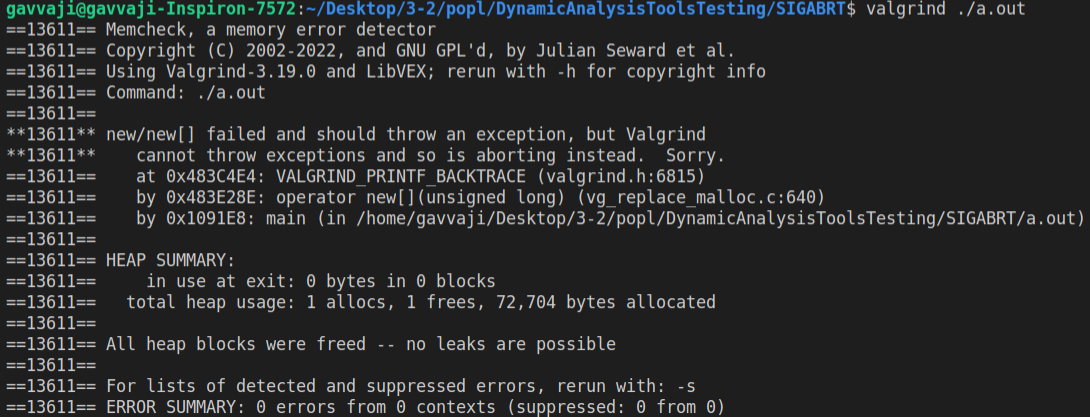 gavvaji@gavvaji-Inspiron-7572:~/Desktop/3-2/popl/DynamicAnalysisToolsTesting/SIGABRT$ valgrind ./a.out
==13611== Memcheck, a memory error detector
==13611== Copyright (C) 2002-2022, and GNU GPL'd, by Julian Seward et al.
==13611== Using Valgrind-3.19.0 and LibVEX; rerun with -h for copyright info
==13611== Command: ./a.out
==13611==
**13611** new/new[] failed and should throw an exception, but Valgrind
**13611**    cannot throw exceptions and so is aborting instead.  Sorry.
==13611==    at 0x483C4E4: VALGRIND_PRINTF_BACKTRACE (valgrind.h:6815)
==13611==    by 0x483E28E: operator new[](unsigned long) (vg_replace_malloc.c:640)
==13611==    by 0x1091E8: main (in /home/gavvaji/Desktop/3-2/popl/DynamicAnalysisToolsTesting/SIGABRT/a.out)
==13611==
==13611== HEAP SUMMARY:
==13611==     in use at exit: 0 bytes in 0 blocks
==13611==   total heap usage: 1 allocs, 1 frees, 72,704 bytes allocated
==13611==
==13611== All heap blocks were freed -- no leaks are possible
==13611==
==13611== For lists of detected and suppressed errors, rerun with: -s
==13611== ERROR SUMMARY: 0 errors from 0 contexts (suppressed: 0 from 0)